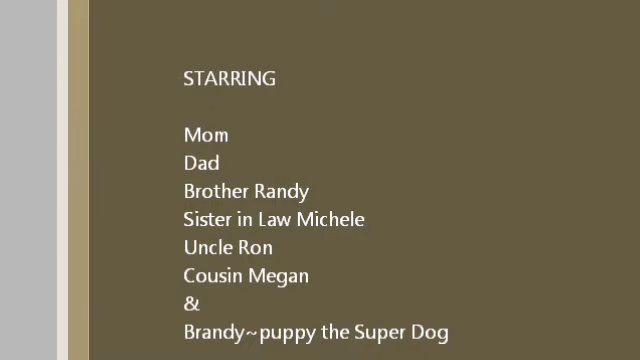 STARRING
Mom
Dad
Brother Randy
Sister in Law Michele
Uncle Ron
Cousin Megan
&
Brandy~puppy the Super Dog